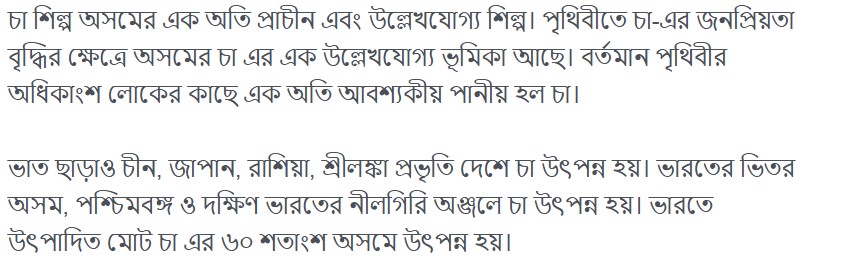 চা শিল্প অসমের এক অতি প্রাচীন এবং উল্লেখযোগ্য শিল্প। পৃথিবীতে চা-এর জনপ্রিয়তা
বৃদ্ধির ক্ষেত্রে অসমের চা এর এক উল্লেখযোগ্য ভূমিকা আছে। বর্তমান পৃথিবীর
অধিকাংশ লোকের কাছে এক অতি আবশ্যকীয় পানীয় হল চা।
ভাত ছাড়াও চীন, জাপান, রাশিয়া, শ্রীলঙ্কা প্রভৃতি দেশে চা উৎপন্ন হয়। ভারতের ভিতর
অসম, পশ্চিমবঙ্গ ও দক্ষিণ ভারতের নীলগিরি অঞ্জলে চা উৎপন্ন হয়। ভারতে
উৎপাদিত মোট চা এর ৬০ শতাংশ অসমে উৎপন্ন হয়।